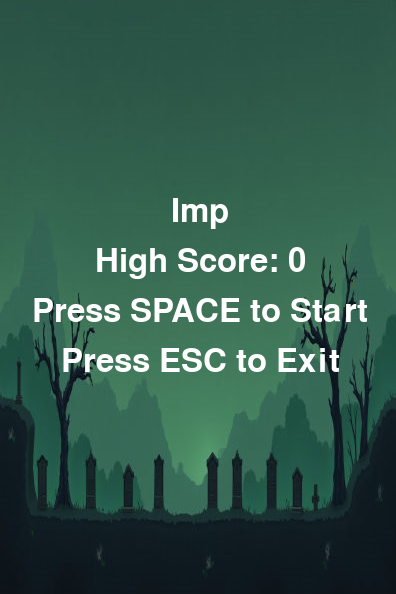 Imp
High Score: 0
Press SPACE to Start
Press ESC to Exit